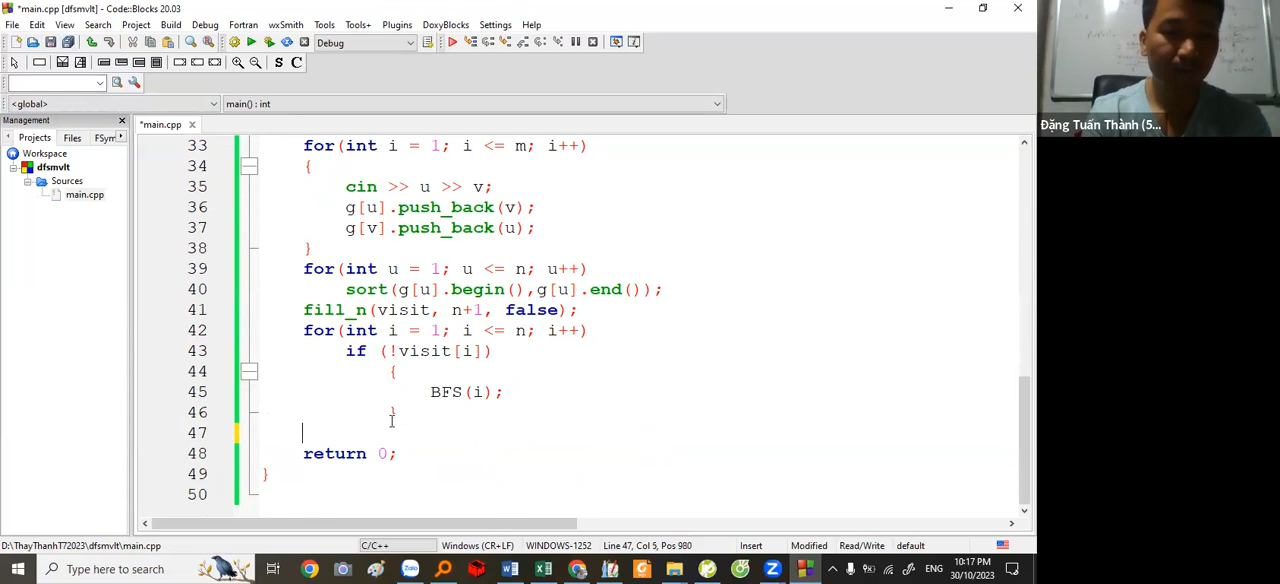 *main.cpp [dfsmvlt] - Code::Blocks 20.03
File Edit View Search Project Build Debug Fortran wxSmith Tools Tools+ Plugins DoxyBlocks Settings Help
Debug
S C
<global> main() : int
Management
Projects Files FSym
*main.cpp
Workspace
dfsmvlt
Sources
main.cpp
33 for(int i = 1; i <= m; i++)
34 {
35 cin >> u >> v;
36 g[u].push_back(v);
37 g[v].push_back(u);
38 }
39 for(int u = 1; u <= n; u++)
40 sort(g[u].begin(),g[u].end());
41 fill_n(visit, n+1, false);
42 for(int i = 1; i <= n; i++)
43 if (!visit[i])
44 {
45 BFS(i);
46 }
47
48 return 0;
49 }
50
Đặng Tuấn Thành (5...
D:\ThayThanhT72023\dfsmvlt\main.cpp C/C++ Windows (CR+LF) WINDOWS-1252 Line 47, Col 5, Pos 980 Insert Modified Read/Write default
Type here to search
Zalo
ENG
10:17 PM
30/10/2023